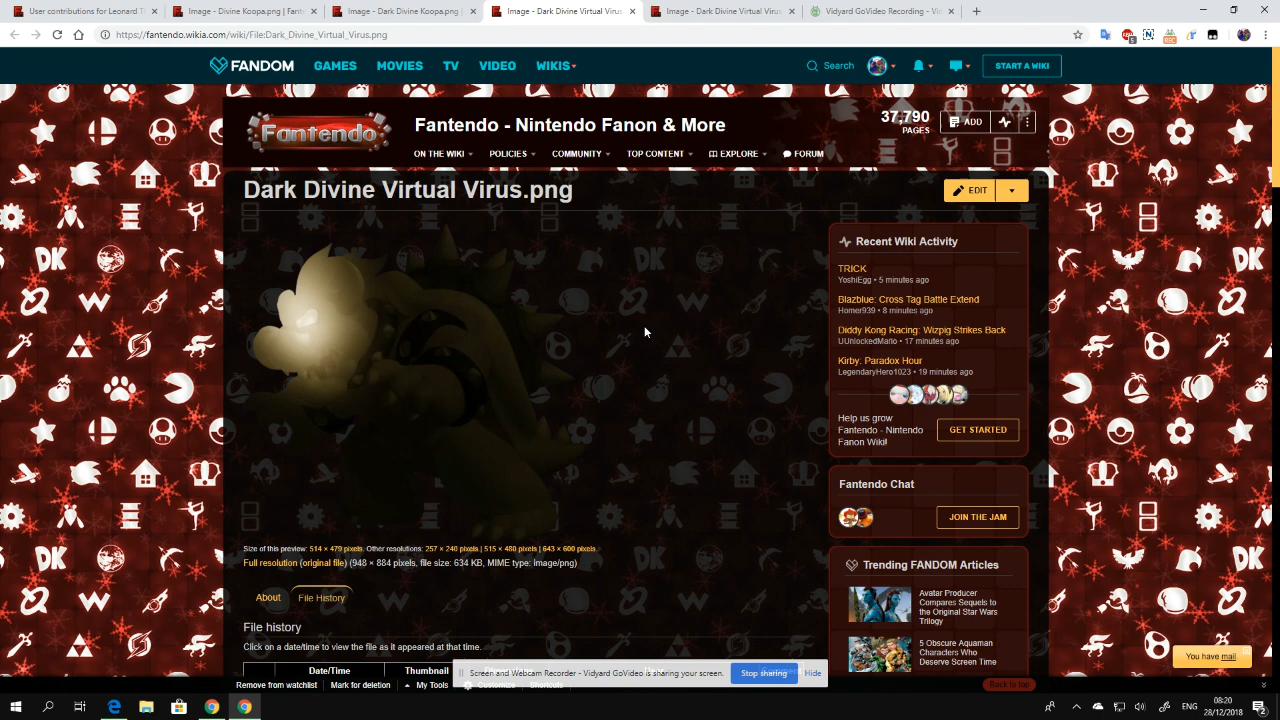 User contributions for Leonard T
Image - Divine Koopa.png | Fant
Image - Dark Divine Koopa.png |
Image - Dark Divine Virtual Virus
Image - Dark Divine Virtual Virus
Vidyard GoVideo Recording - Vid
https://fantendo.wikia.com/wiki/File:Dark_Divine_Virtual_Virus.png
FANDOM
GAMES
MOVIES
TV
VIDEO
WIKIS
Search
START A WIKI
Fantendo
Fantendo - Nintendo Fanon & More
37,790
PAGES
ADD
ON THE WIKI
POLICIES
COMMUNITY
TOP CONTENT
EXPLORE
FORUM
Dark Divine Virtual Virus.png
EDIT
Recent Wiki Activity
TRICK
YoshiEgg • 5 minutes ago
Blazblue: Cross Tag Battle Extend
Homer939 • 8 minutes ago
Diddy Kong Racing: Wizpig Strikes Back
UUnlockedMario • 17 minutes ago
Kirby: Paradox Hour
LegendaryHero1023 • 19 minutes ago
Help us grow
Fantendo - Nintendo
Fanon Wiki!
GET STARTED
Fantendo Chat
JOIN THE JAM
Size of this preview: 514 × 479 pixels. Other resolutions: 257 × 240 pixels | 515 × 480 pixels | 643 × 600 pixels.
Full resolution (original file) (948 × 884 pixels, file size: 634 KB, MIME type: image/png)
Trending FANDOM Articles
Avatar Producer
Compares Sequels to
the Original Star Wars
Trilogy
5 Obscure Aquaman
Characters Who
Deserve Screen Time
About
File History
File history
Click on a date/time to view the file as it appeared at that time.
Date/Time
Thumbnail
Screen and Webcam Recorder - Vidyard GoVideo is sharing your screen.
Stop sharing
Hide
You have mail
Remove from watchlist
Mark for deletion
My Tools
Customize
Shortcuts
Back to top
ENG
08:20
28/12/2018